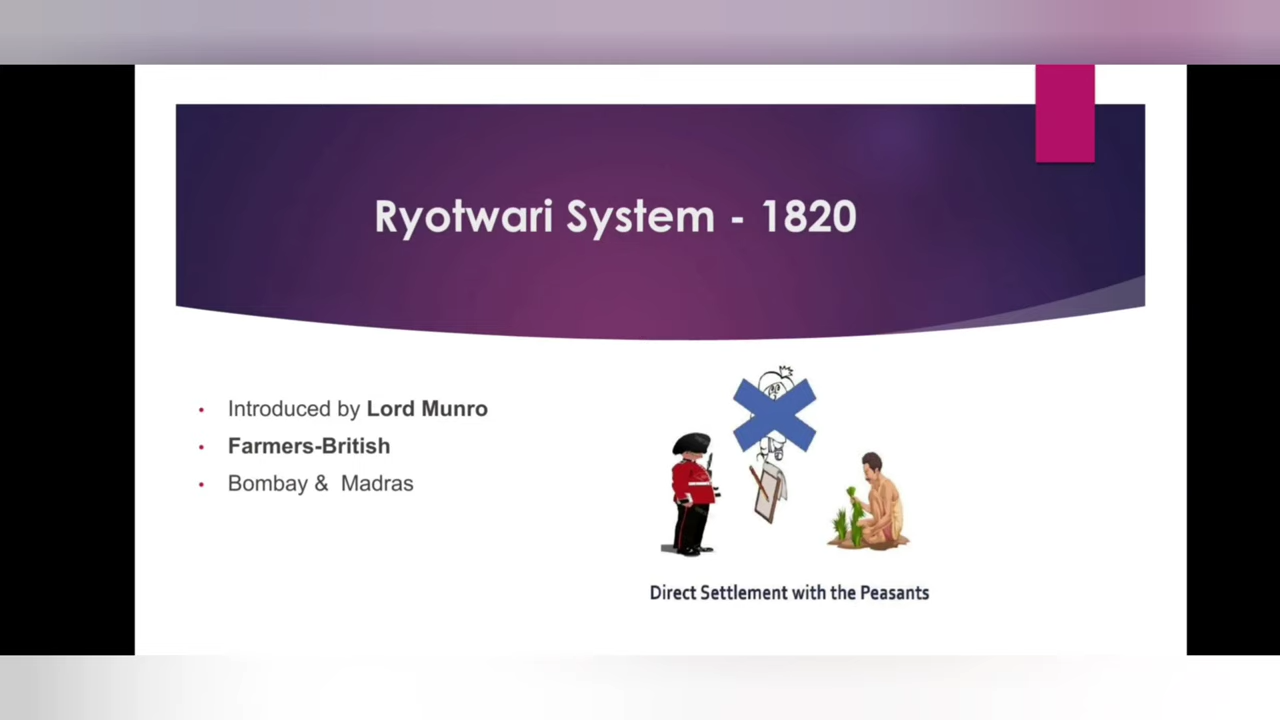 Ryotwari System - 1820
• Introduced by Lord Munro
• Farmers-British
• Bombay & Madras
Direct Settlement with the Peasants